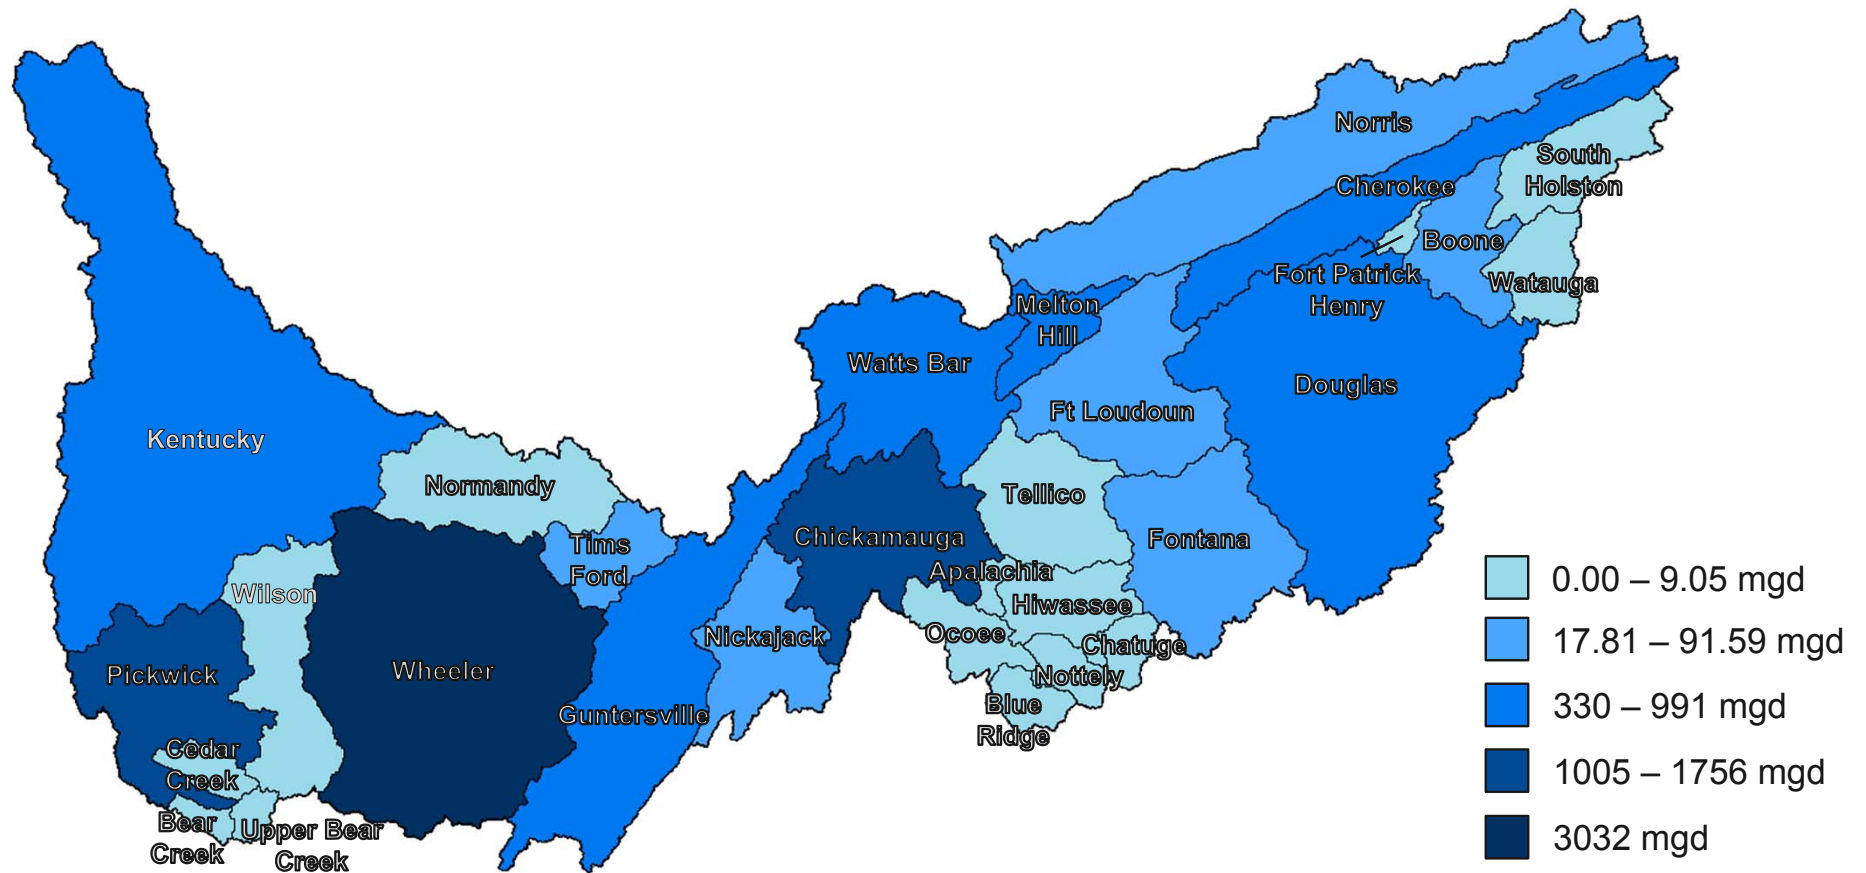 Norris
South
Holston
Cherokee
Boone
Fort Patrick
Henry
Watauga
Melton
Hill
Watts Bar
Douglas
Ft Loudoun
Kentucky
Normandy
Tellico
Chickamauga
Fontana
Tims
Ford
Apalachia
Wilson
Hiwassee
Ocoee
Nickajack
Chatuge
Pickwick
Wheeler
Nottely
Guntersville
Blue
Ridge
Cedar
Creek
Bear
Creek
Upper Bear
Creek
0.00 – 9.05 mgd
17.81 – 91.59 mgd
330 – 991 mgd
1005 – 1756 mgd
3032 mgd